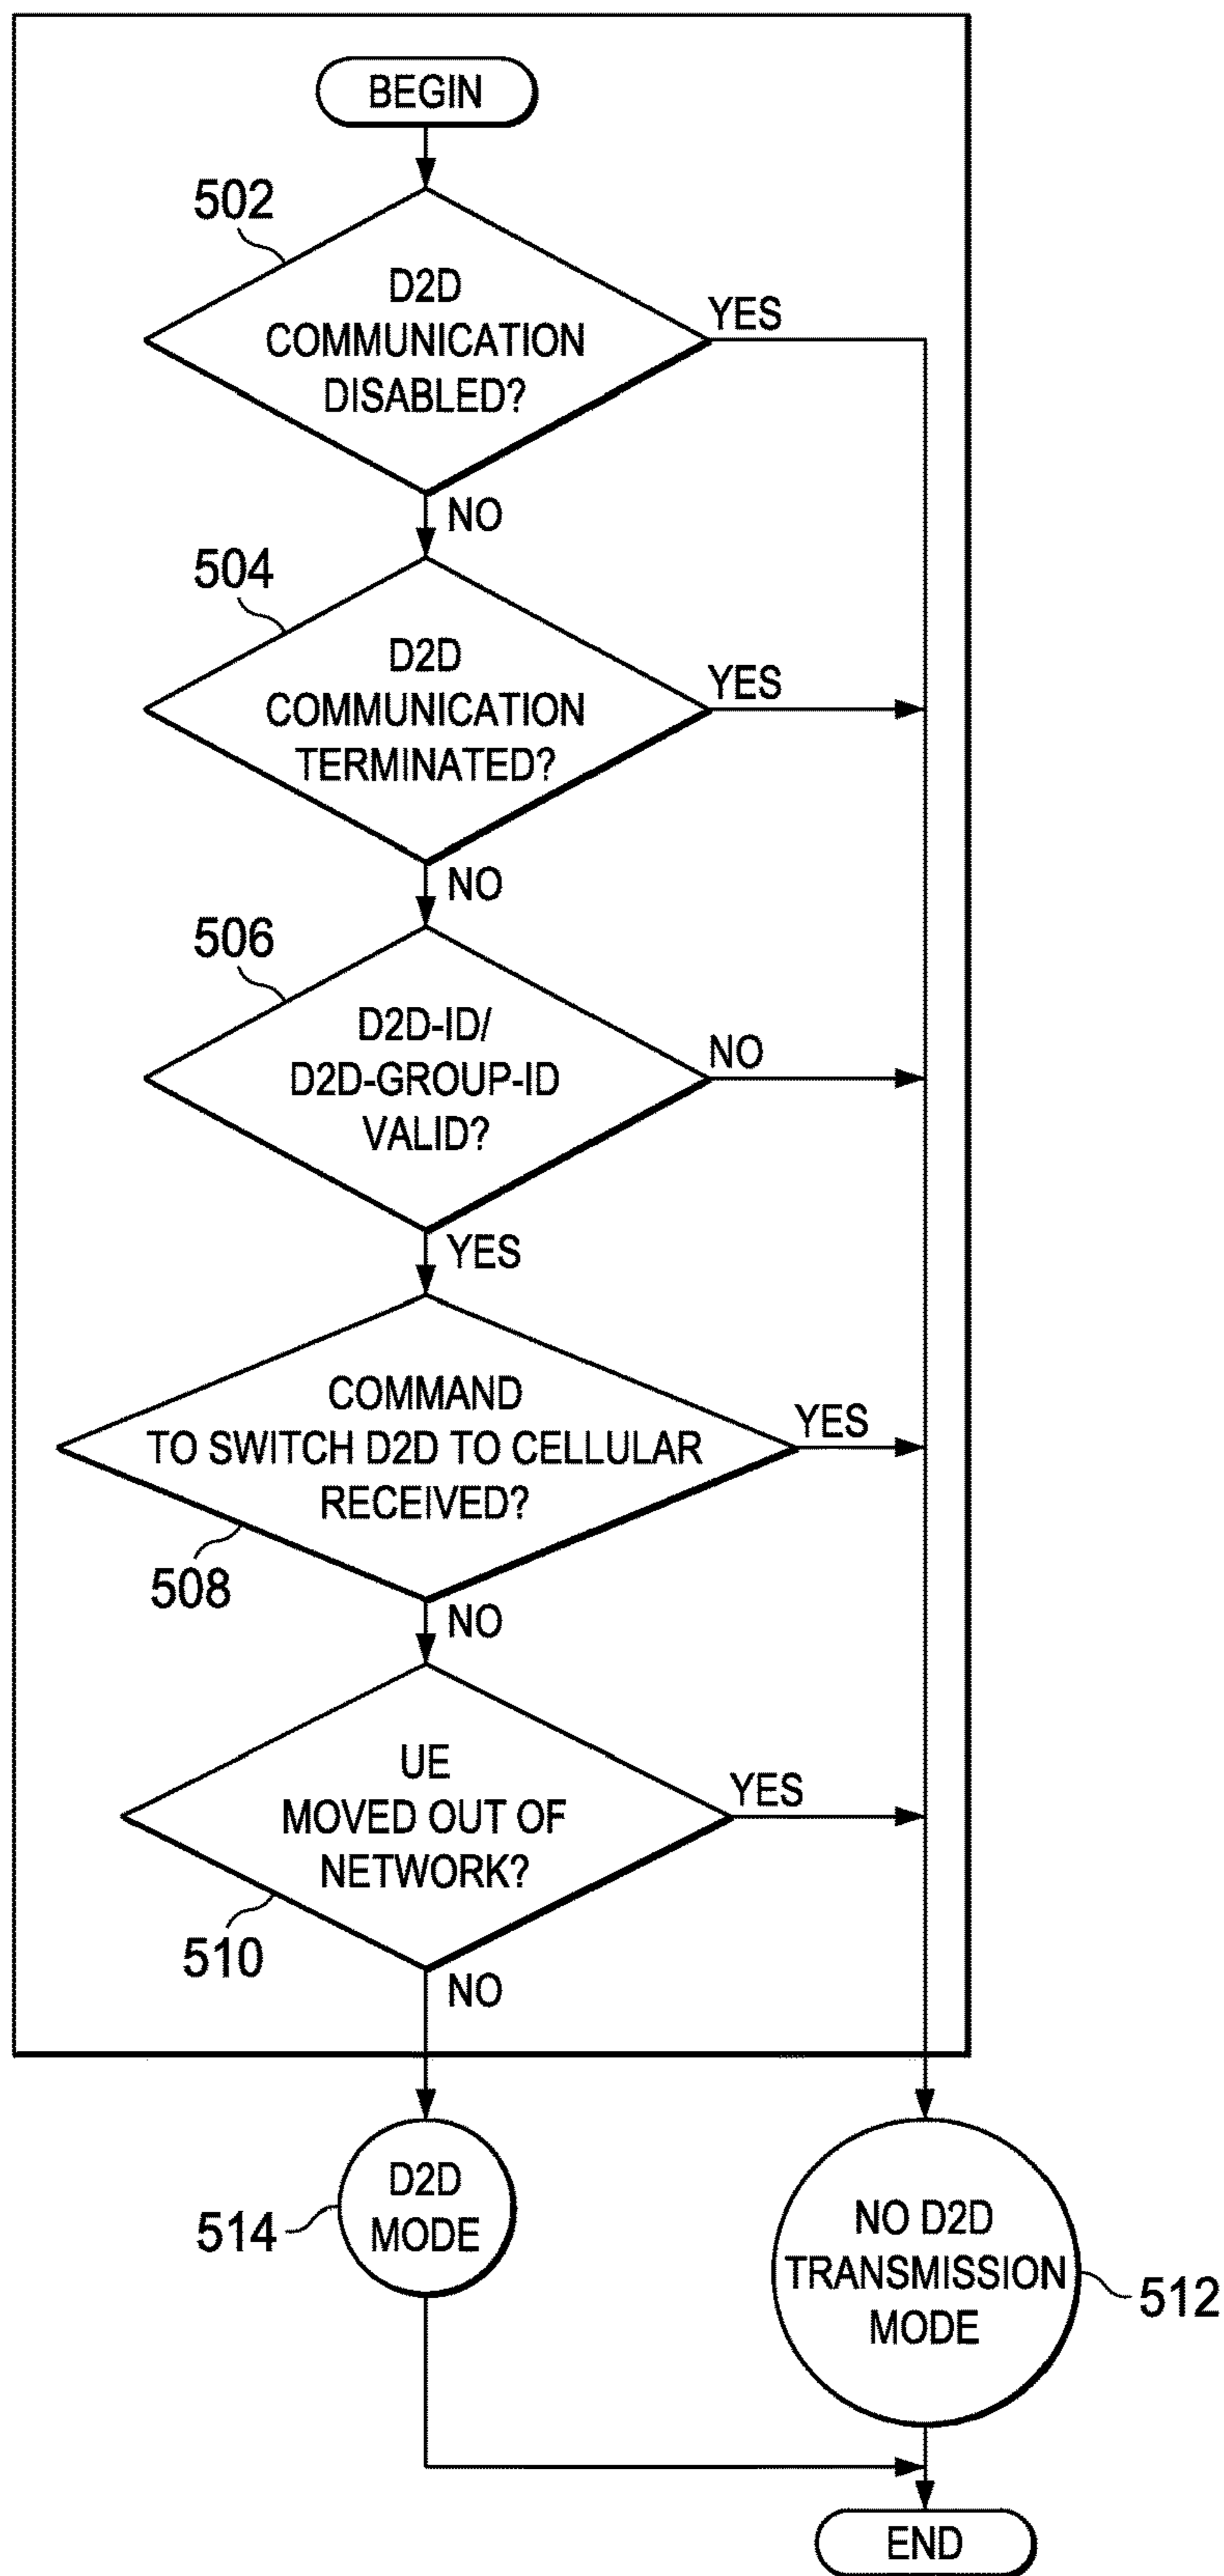 BEGIN
502
D2D
COMMUNICATION
DISABLED?
YES
NO
504
D2D
COMMUNICATION
TERMINATED?
YES
NO
506
D2D-ID/
D2D-GROUP-ID
VALID?
NO
YES
COMMAND
TO SWITCH D2D TO CELLULAR
RECEIVED?
YES
508
NO
UE
MOVED OUT OF
NETWORK?
YES
510
NO
D2D
MODE
514
NO D2D
TRANSMISSION
MODE
512
END